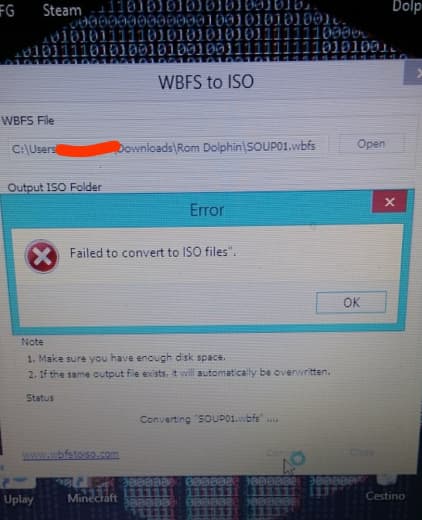 FG
Steam
Dolp
WBFS to ISO
WBFS File
C:\Users Downloads\Rom Dolphin\SOUP01.wbfs
Open
Output ISO Folder
Error
Failed to convert to ISO files".
OK
Note
1. Make sure you have enough disk space.
2. If the same output file exists, it will automatically be overwritten.
Status
Converting "SOUP01.wbfs" ....
www.wbfstoiso.com
Close
Uplay
Minecraft
Cestino